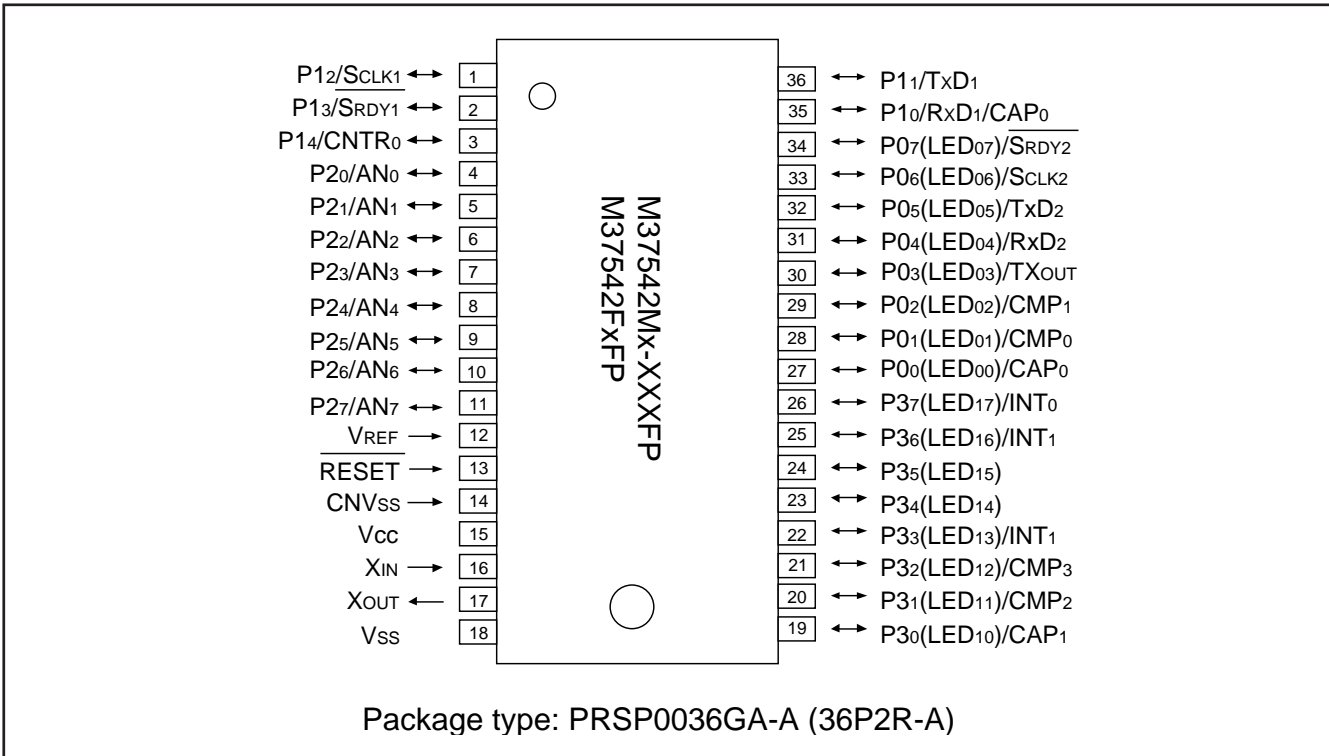 P12/SCLK1 1
P13/S̅R̅D̅Y̅1̅ 2
P14/CNTR0 3
P20/AN0 4
P21/AN1 5
P22/AN2 6
P23/AN3 7
P24/AN4 8
P25/AN5 9
P26/AN6 10
P27/AN7 11
VREF 12
R̅E̅S̅E̅T̅ 13
CNVSS 14
VCC 15
XIN 16
XOUT 17
VSS 18
M37542Mx-XXXFP
M37542FxFP
36 P11/TXD1
35 P10/RXD1/CAP0
34 P07(LED07)/S̅R̅D̅Y̅2̅
33 P06(LED06)/SCLK2
32 P05(LED05)/TxD2
31 P04(LED04)/RxD2
30 P03(LED03)/TXOUT
29 P02(LED02)/CMP1
28 P01(LED01)/CMP0
27 P00(LED00)/CAP0
26 P37(LED17)/INT0
25 P36(LED16)/INT1
24 P35(LED15)
23 P34(LED14)
22 P33(LED13)/INT1
21 P32(LED12)/CMP3
20 P31(LED11)/CMP2
19 P30(LED10)/CAP1
Package type: PRSP0036GA-A (36P2R-A)